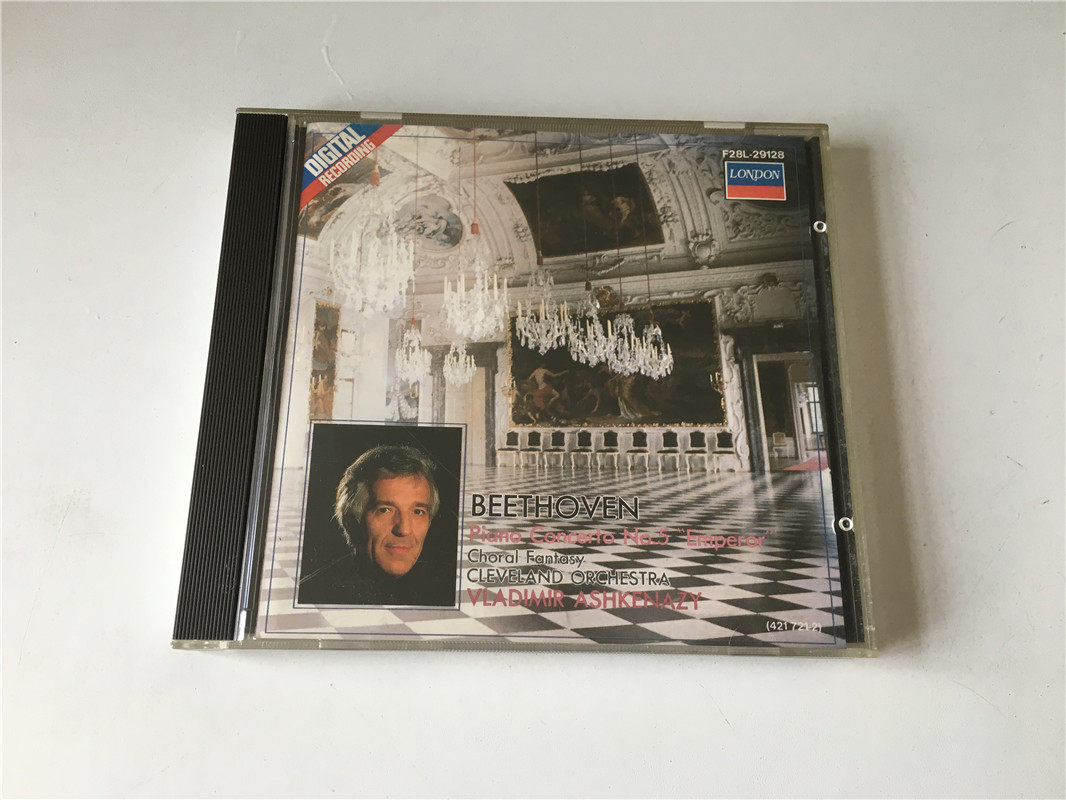 DIGITAL
RECORDING
F28L-29128
LONDON
BEETHOVEN
Piano Concerto No.5 "Emperor"
Choral Fantasy
CLEVELAND ORCHESTRA
VLADIMIR ASHKENAZY
(421 721-2)